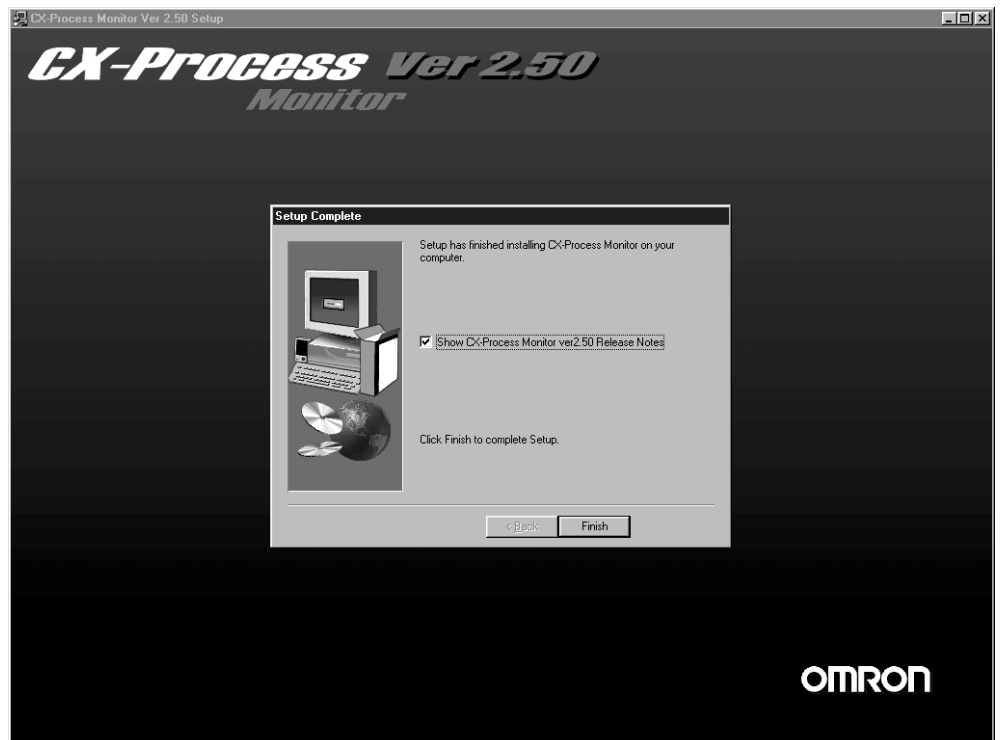 CX-Process Monitor Ver 2.50 Setup
CX-Process Ver 2.50
Monitor
Setup Complete
Setup has finished installing CX-Process Monitor on your
computer.
Show CX-Process Monitor ver2.50 Release Notes
Click Finish to complete Setup.
< Back
Finish
OMRON